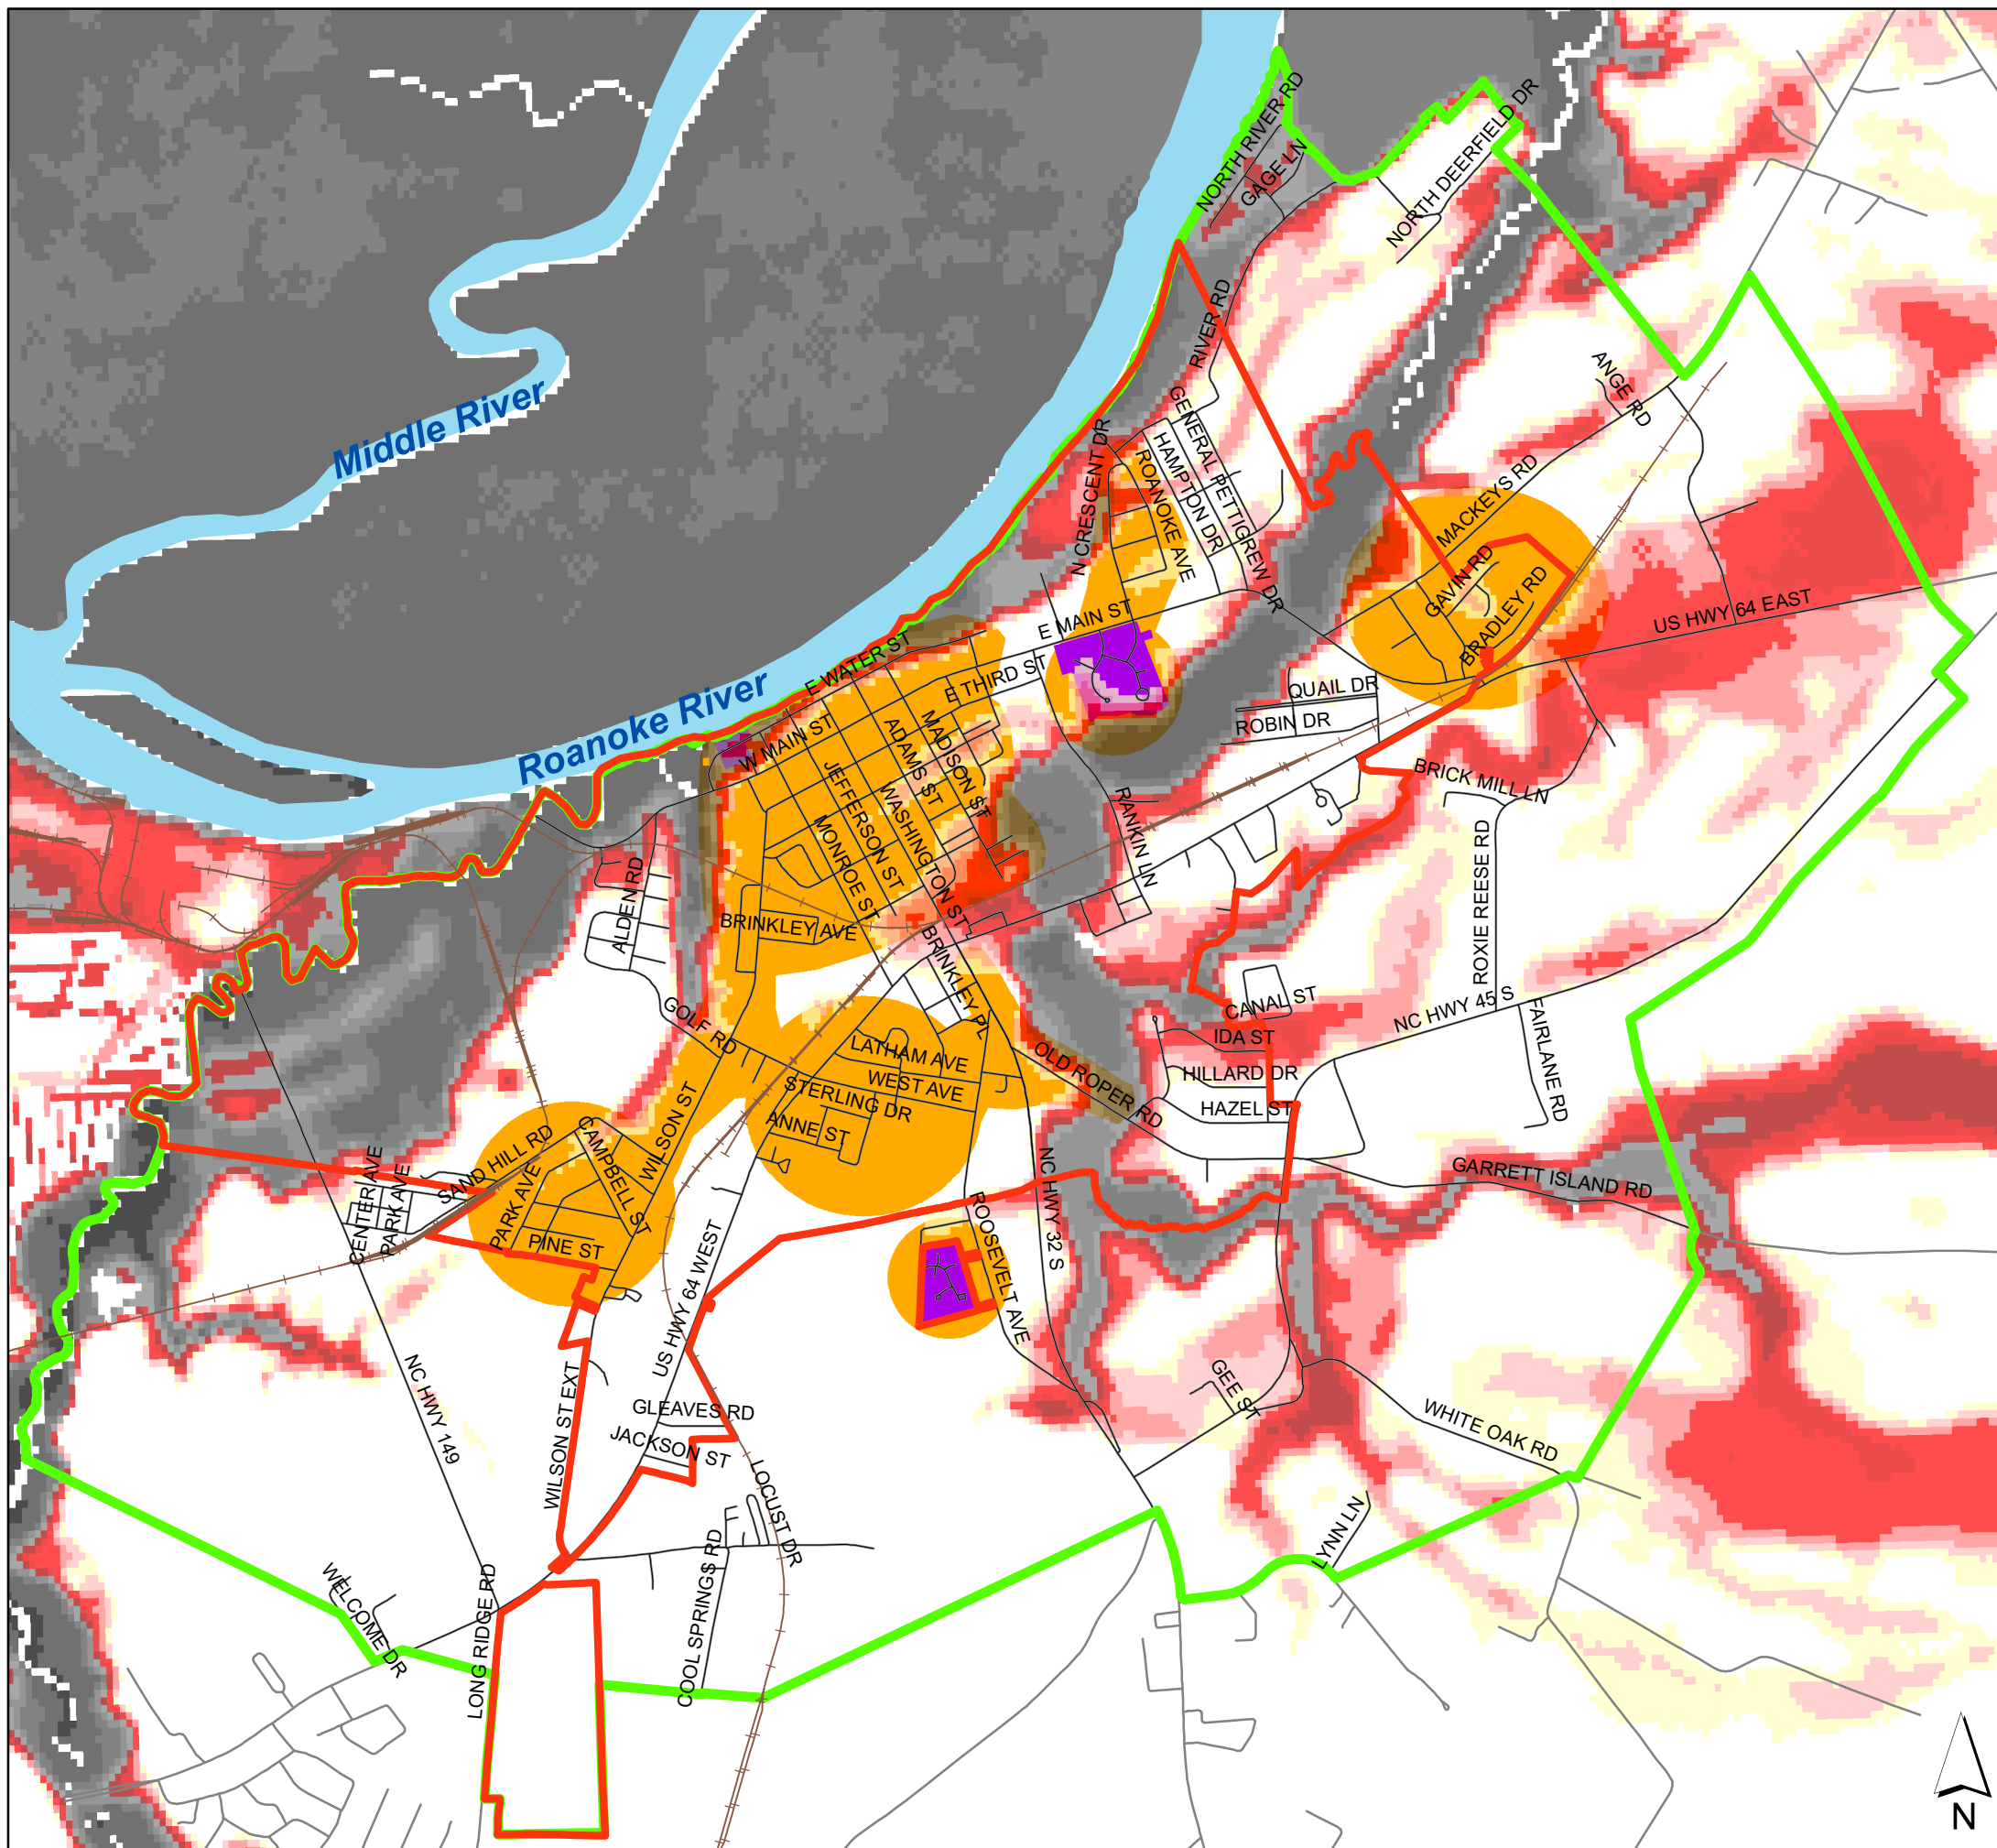 NORTH RIVER RD
GAGE LN
NORTH DEERFIELD DR
RIVER RD
ANGE RD
Middle River
GENERAL PETTIGREW DR
HAMPTON DR
ROANOKE AVE
N CRESCENT DR
MACKEYS RD
GAVIN RD
BRADLEY RD
US HWY 64 EAST
E MAIN ST
E WATER ST
E THIRD ST
QUAIL DR
ROBIN DR
Roanoke River
W MAIN ST
MADISON ST
ADAMS ST
WASHINGTON ST
JEFFERSON ST
MONROE ST
RANKIN LN
BRICK MILL LN
ROXIE REESE RD
ALDEN RD
BRINKLEY AVE
BRINKLEY PL
GOLF RD
CANAL ST
NC HWY 45 S
FAIRLANE RD
IDA ST
LATHAM AVE
OLD ROPER RD
WEST AVE
HILLARD DR
STERLING DR
HAZEL ST
ANNE ST
WILSON ST
CAMPBELL ST
SAND HILL RD
CENTER AVE
PARK AVE
PARK AVE
PINE ST
GARRETT ISLAND RD
NC HWY 32 S
ROOSEVELT AVE
US HWY 64 WEST
NC HWY 149
WILSON ST EXT
GLEAVES RD
JACKSON ST
GEE ST
WHITE OAK RD
LOCUST DR
LYNN LN
COOL SPRINGS RD
WELCOME DR
LONG RIDGE RD
N